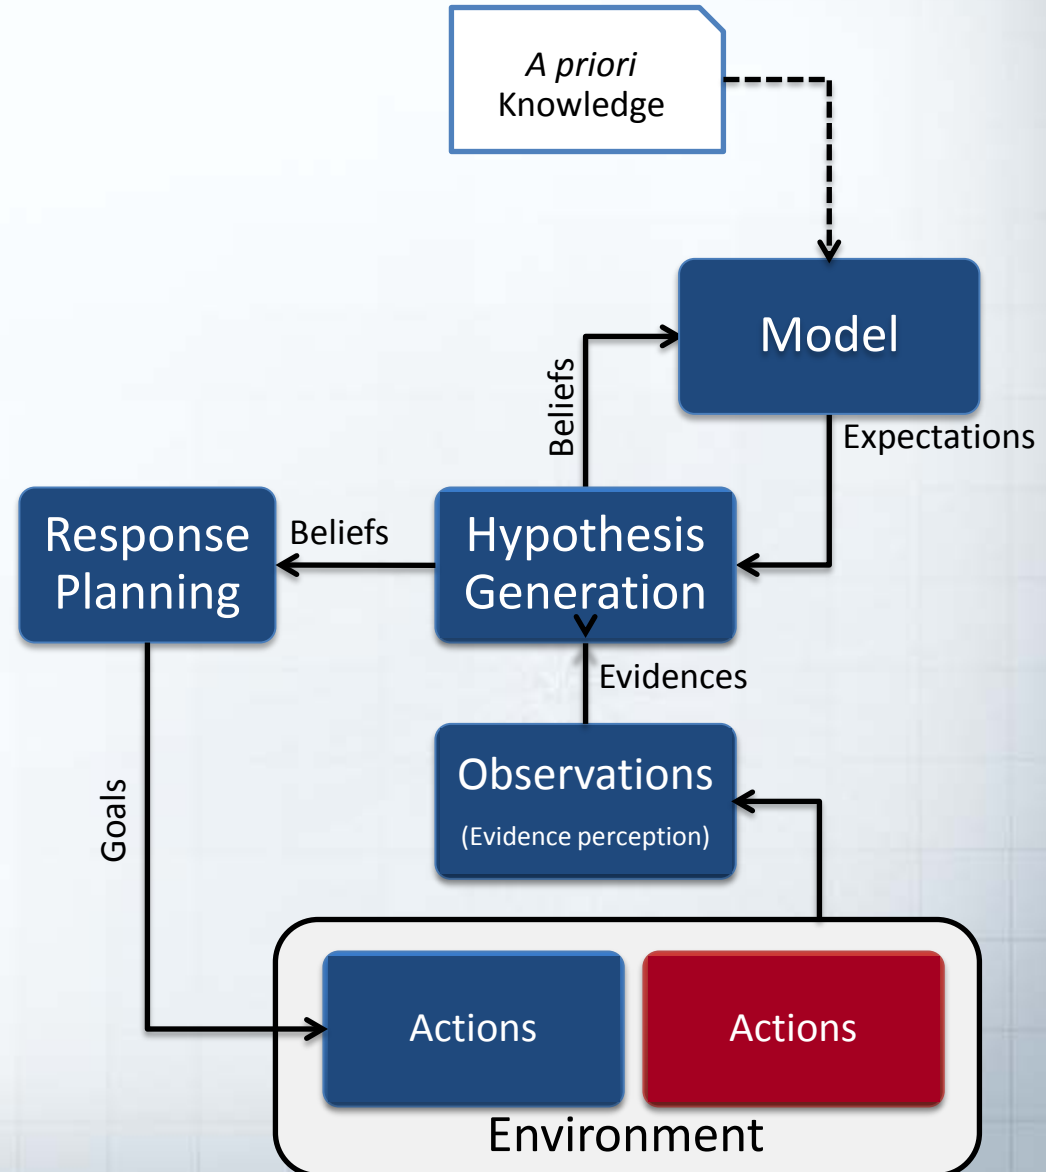 A priori
Knowledge
Model
Beliefs
Expectations
Response
Planning
Beliefs
Hypothesis
Generation
Evidences
Goals
Observations
(Evidence perception)
Actions
Actions
Environment